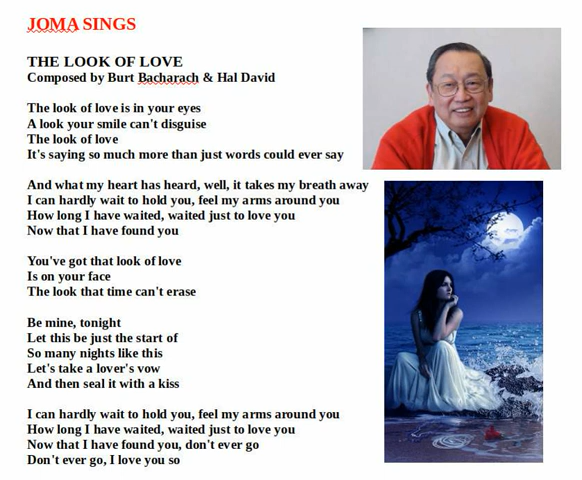 JOMA SINGS
THE LOOK OF LOVE
Composed by Burt Bacharach & Hal David
The look of love is in your eyes
A look your smile can't disguise
The look of love
It's saying so much more than just words could ever say
And what my heart has heard, well, it takes my breath away
I can hardly wait to hold you, feel my arms around you
How long I have waited, waited just to love you
Now that I have found you
You've got that look of love
Is on your face
The look that time can't erase
Be mine, tonight
Let this be just the start of
So many nights like this
Let's take a lover's vow
And then seal it with a kiss
I can hardly wait to hold you, feel my arms around you
How long I have waited, waited just to love you
Now that I have found you, don't ever go
Don't ever go, I love you so